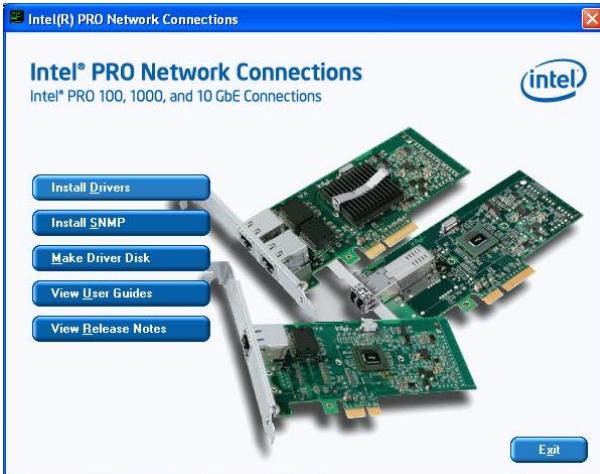 Intel(R) PRO Network Connections
Intel® PRO Network Connections
Intel® PRO 100, 1000, and 10 GbE Connections
intel
Install Drivers
Install SNMP
Make Driver Disk
View User Guides
View Release Notes
Exit